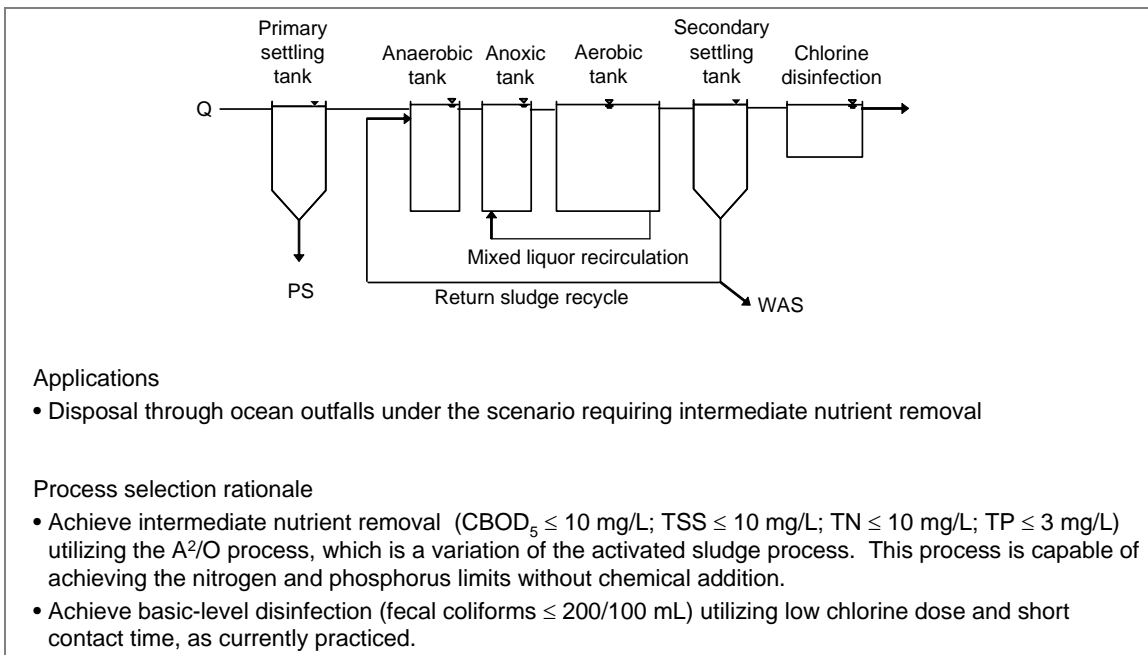 Primary
settling
tank
Anaerobic
tank
Anoxic
tank
Aerobic
tank
Secondary
settling
tank
Chlorine
disinfection
Q
Mixed liquor recirculation
PS
Return sludge recycle
WAS
Applications
• Disposal through ocean outfalls under the scenario requiring intermediate nutrient removal
Process selection rationale
• Achieve intermediate nutrient removal (CBOD₅ ≤ 10 mg/L; TSS ≤ 10 mg/L; TN ≤ 10 mg/L; TP ≤ 3 mg/L)
utilizing the A²/O process, which is a variation of the activated sludge process. This process is capable of
achieving the nitrogen and phosphorus limits without chemical addition.
• Achieve basic-level disinfection (fecal coliforms ≤ 200/100 mL) utilizing low chlorine dose and short
contact time, as currently practiced.